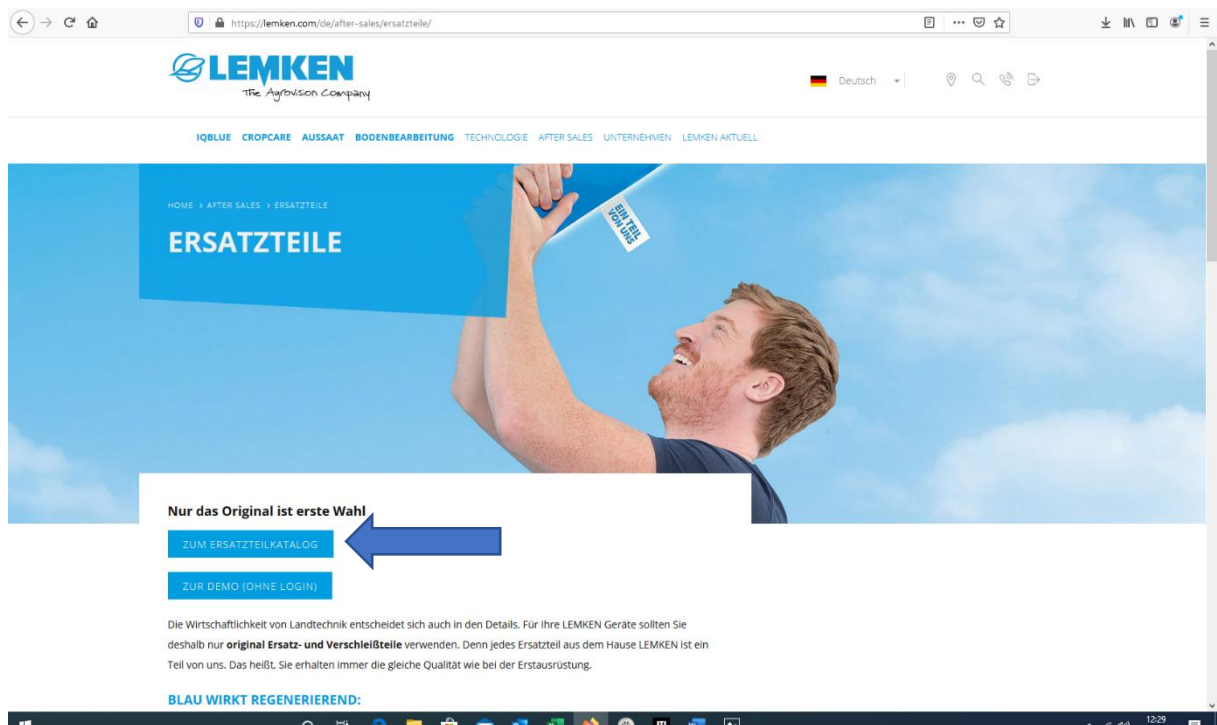 https://lemken.com/de/after-sales/ersatzteile/
LEMKEN
The Agrovision Company
Deutsch
IQBLUE CROPCARE AUSSAAT BODENBEARBEITUNG TECHNOLOGIE AFTER SALES UNTERNEHMEN LEMKEN AKTUELL
HOME > AFTER SALES > ERSATZTEILE
ERSATZTEILE
EIN TEIL
VON UNS
Nur das Original ist erste Wahl
ZUM ERSATZTEILKATALOG
ZUR DEMO (OHNE LOGIN)
Die Wirtschaftlichkeit von Landtechnik entscheidet sich auch in den Details. Für Ihre LEMKEN Geräte sollten Sie
deshalb nur original Ersatz- und Verschleißteile verwenden. Denn jedes Ersatzteil aus dem Hause LEMKEN ist ein
Teil von uns. Das heißt, Sie erhalten immer die gleiche Qualität wie bei der Erstausrüstung.
BLAU WIRKT REGENERIEREND:
12:29